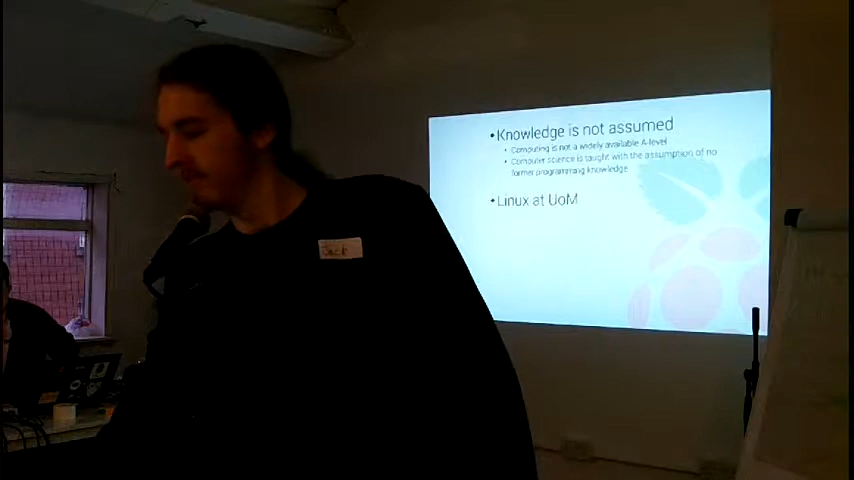 • Knowledge is not assumed
• Computing is not a widely available A-level
• Computer science is taught with the assumption of no
former programming knowledge
• Linux at UoM
Jack